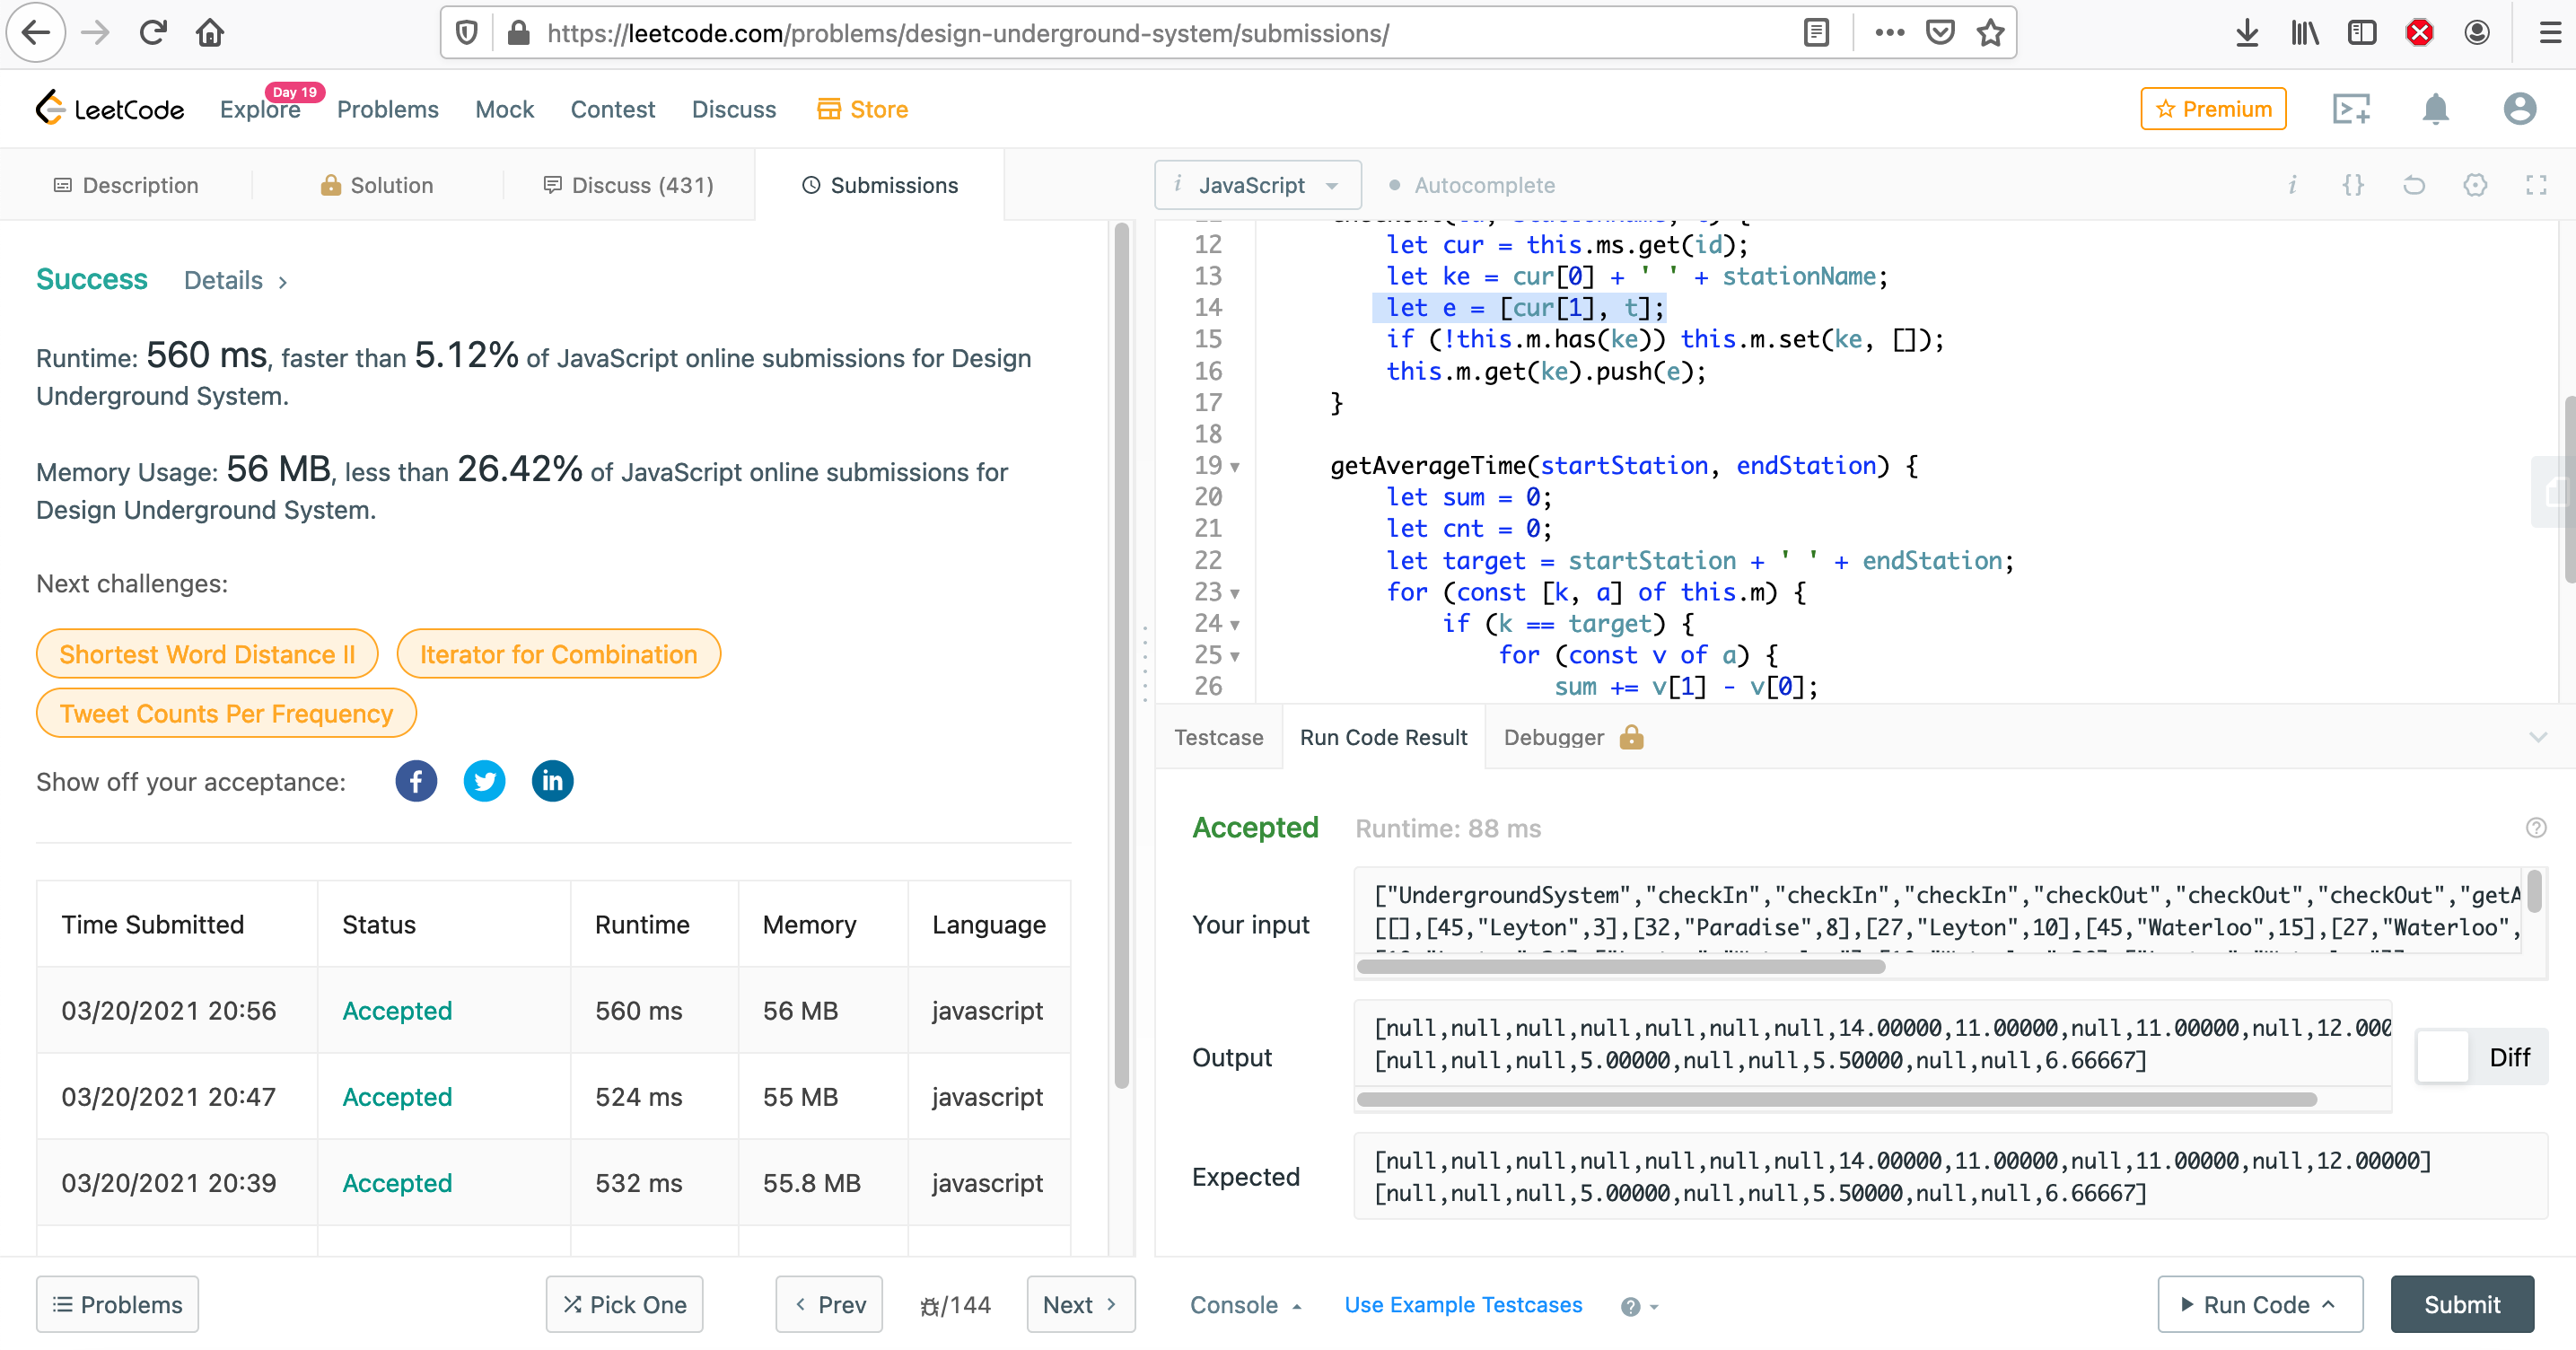 https://leetcode.com/problems/design-underground-system/submissions/
LeetCode
Explore
Day 19
Problems
Mock
Contest
Discuss
Store
Premium
Description
Solution
Discuss (431)
Submissions
i JavaScript
Autocomplete
Success Details >
Runtime: 560 ms, faster than 5.12% of JavaScript online submissions for Design
Underground System.
Memory Usage: 56 MB, less than 26.42% of JavaScript online submissions for
Design Underground System.
Next challenges:
Shortest Word Distance II
Iterator for Combination
Tweet Counts Per Frequency
Show off your acceptance:
Time Submitted Status Runtime Memory Language
03/20/2021 20:56 Accepted 560 ms 56 MB javascript
03/20/2021 20:47 Accepted 524 ms 55 MB javascript
03/20/2021 20:39 Accepted 532 ms 55.8 MB javascript
12 let cur = this.ms.get(id);
13 let ke = cur[0] + ' ' + stationName;
14 let e = [cur[1], t];
15 if (!this.m.has(ke)) this.m.set(ke, []);
16 this.m.get(ke).push(e);
17 }
18
19 getAverageTime(startStation, endStation) {
20 let sum = 0;
21 let cnt = 0;
22 let target = startStation + ' ' + endStation;
23 for (const [k, a] of this.m) {
24 if (k == target) {
25 for (const v of a) {
26 sum += v[1] - v[0];
Testcase
Run Code Result
Debugger
Accepted Runtime: 88 ms
Your input
["UndergroundSystem","checkIn","checkIn","checkIn","checkOut","checkOut","checkOut","getA
[[],[45,"Leyton",3],[32,"Paradise",8],[27,"Leyton",10],[45,"Waterloo",15],[27,"Waterloo",
Output
[null,null,null,null,null,null,null,14.00000,11.00000,null,11.00000,null,12.000
[null,null,null,5.00000,null,null,5.50000,null,null,6.66667]
Diff
Expected
[null,null,null,null,null,null,null,14.00000,11.00000,null,11.00000,null,12.00000]
[null,null,null,5.00000,null,null,5.50000,null,null,6.66667]
Problems
Pick One
< Prev
/144
Next >
Console
Use Example Testcases
Run Code
Submit